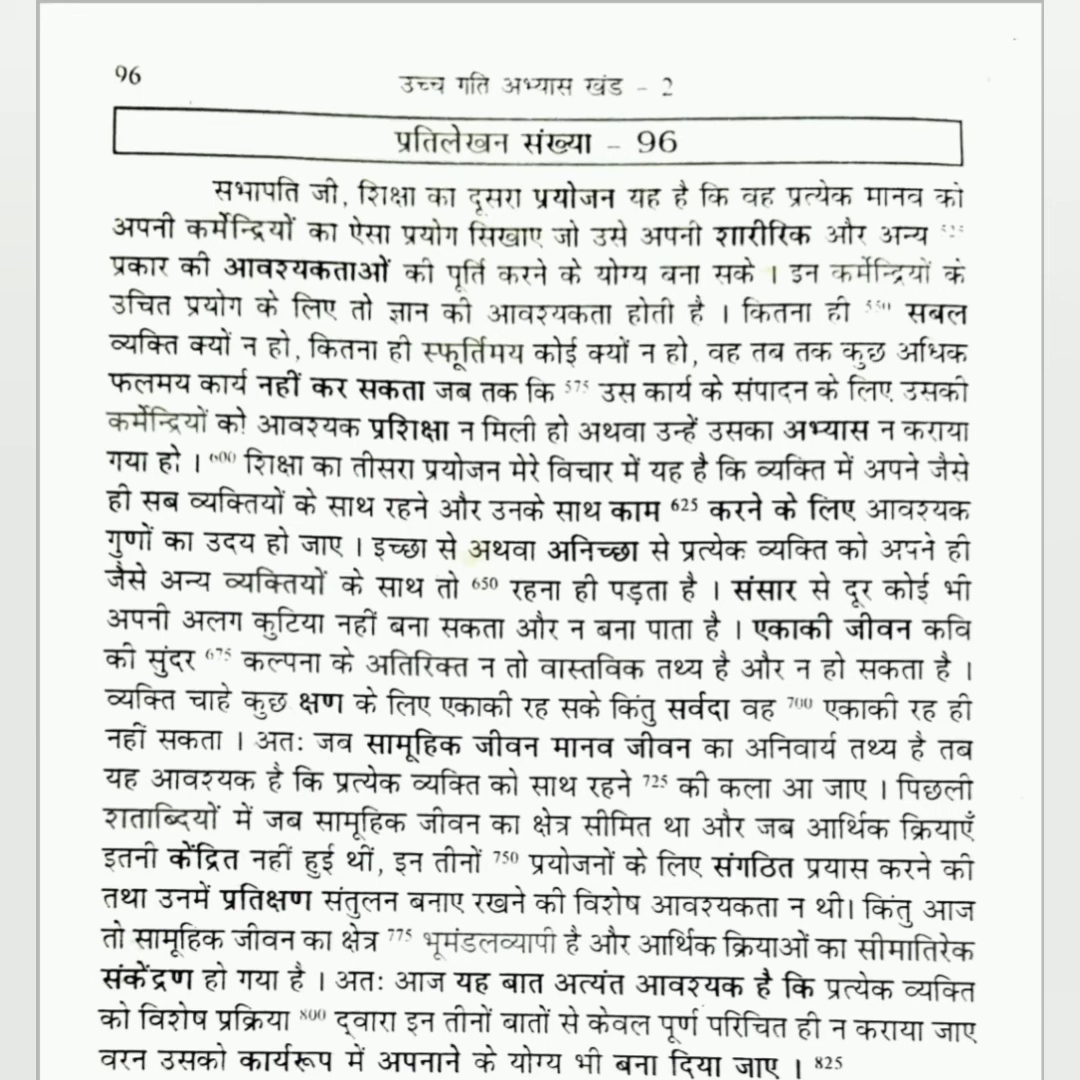 96
उच्च गति अभ्यास खंड - 2
प्रतिलेखन संख्या - 96
सभापति जी, शिक्षा का दूसरा प्रयोजन यह है कि वह प्रत्येक मानव को
अपनी कर्मेन्द्रियों का ऐसा प्रयोग सिखाए जो उसे अपनी शारीरिक और अन्य
प्रकार की आवश्यकताओं की पूर्ति करने के योग्य बना सके । इन कर्मेन्द्रियों के
उचित प्रयोग के लिए तो ज्ञान की आवश्यकता होती है । कितना ही 550 सबल
व्यक्ति क्यों न हो, कितना ही स्फूर्तिमय कोई क्यों न हो, वह तब तक कुछ अधिक
फलमय कार्य नहीं कर सकता जब तक कि 575 उस कार्य के संपादन के लिए उसकी
कर्मेन्द्रियों को आवश्यक प्रशिक्षा न मिली हो अथवा उन्हें उसका अभ्यास न कराया
गया हो । 600 शिक्षा का तीसरा प्रयोजन मेरे विचार में यह है कि व्यक्ति में अपने जैसे
ही सब व्यक्तियों के साथ रहने और उनके साथ काम 625 करने के लिए आवश्यक
गुणों का उदय हो जाए । इच्छा से अथवा अनिच्छा से प्रत्येक व्यक्ति को अपने ही
जैसे अन्य व्यक्तियों के साथ तो 650 रहना ही पड़ता है । संसार से दूर कोई भी
अपनी अलग कुटिया नहीं बना सकता और न बना पाता है । एकाकी जीवन कवि
की सुंदर 675 कल्पना के अतिरिक्त न तो वास्तविक तथ्य है और न हो सकता है ।
व्यक्ति चाहे कुछ क्षण के लिए एकाकी रह सके किंतु सर्वदा वह 700 एकाकी रह ही
नहीं सकता । अतः जब सामूहिक जीवन मानव जीवन का अनिवार्य तथ्य है तब
यह आवश्यक है कि प्रत्येक व्यक्ति को साथ रहने 725 की कला आ जाए । पिछली
शताब्दियों में जब सामूहिक जीवन का क्षेत्र सीमित था और जब आर्थिक क्रियाएँ
इतनी केंद्रित नहीं हुई थीं, इन तीनों 750 प्रयोजनों के लिए संगठित प्रयास करने की
तथा उनमें प्रतिक्षण संतुलन बनाए रखने की विशेष आवश्यकता न थी। किंतु आज
तो सामूहिक जीवन का क्षेत्र 775 भूमंडलव्यापी है और आर्थिक क्रियाओं का सीमातिरेक
संकेंद्रण हो गया है । अतः आज यह बात अत्यंत आवश्यक है कि प्रत्येक व्यक्ति
को विशेष प्रक्रिया 800 द्वारा इन तीनों बातों से केवल पूर्ण परिचित ही न कराया जाए
वरन उसको कार्यरूप में अपनाने के योग्य भी बना दिया जाए । 825